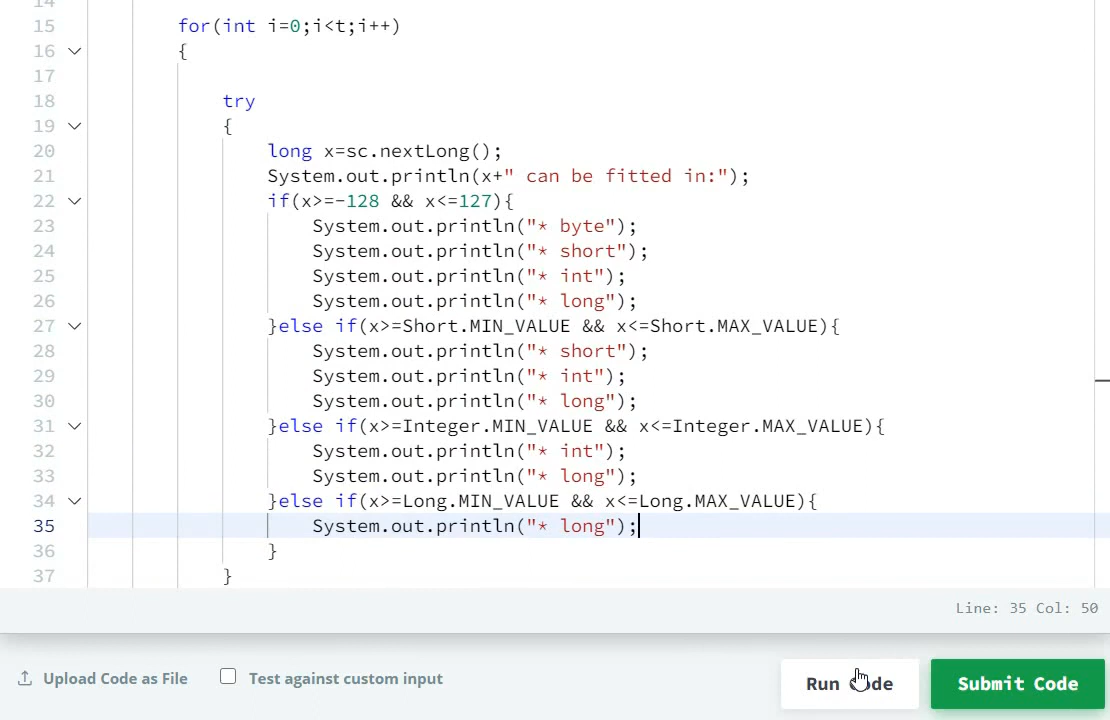 14
15 for(int i=0;i<t;i++)
16 {
17
18 try
19 {
20 long x=sc.nextLong();
21 System.out.println(x+" can be fitted in:");
22 if(x>=-128 && x<=127){
23 System.out.println("* byte");
24 System.out.println("* short");
25 System.out.println("* int");
26 System.out.println("* long");
27 }else if(x>=Short.MIN_VALUE && x<=Short.MAX_VALUE){
28 System.out.println("* short");
29 System.out.println("* int");
30 System.out.println("* long");
31 }else if(x>=Integer.MIN_VALUE && x<=Integer.MAX_VALUE){
32 System.out.println("* int");
33 System.out.println("* long");
34 }else if(x>=Long.MIN_VALUE && x<=Long.MAX_VALUE){
35 System.out.println("* long");
36 }
37 }
Line: 35 Col: 50
Upload Code as File
Test against custom input
Run Code
Submit Code